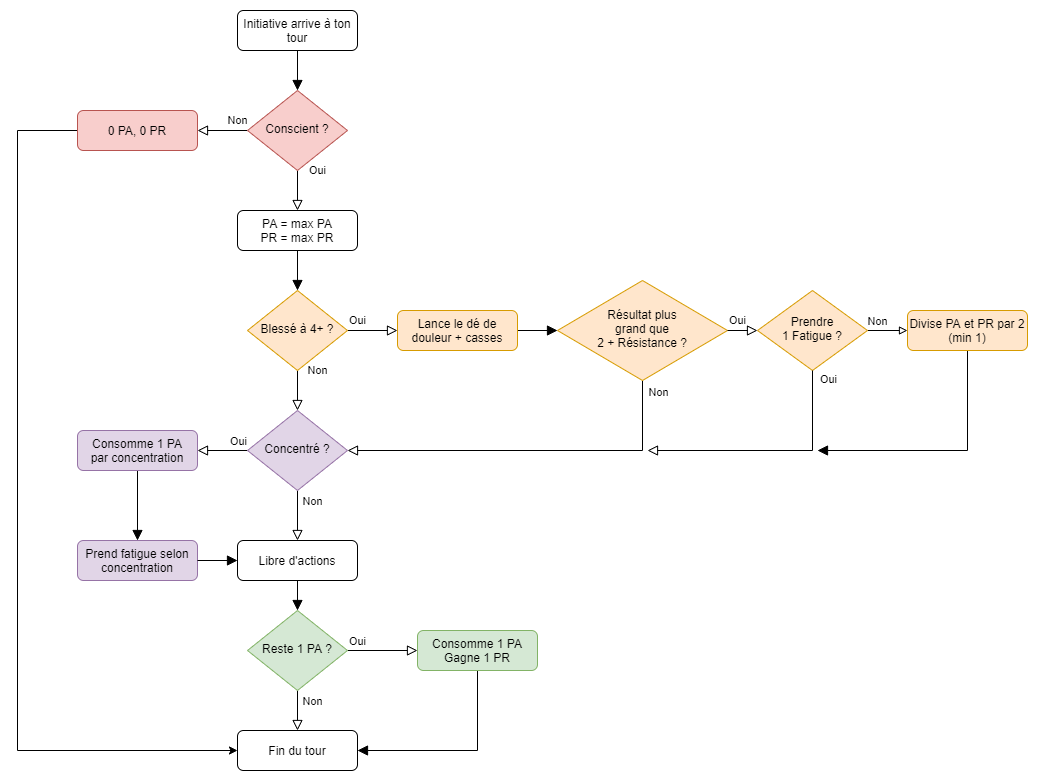 Initiative arrive à ton
tour
Conscient ?
Non
0 PA, 0 PR
Oui
PA = max PA
PR = max PR
Blessé à 4+ ?
Oui
Lance le dé de
douleur + casses
Résultat plus
grand que
2 + Résistance ?
Oui
Prendre
1 Fatigue ?
Non
Divise PA et PR par 2
(min 1)
Non
Non
Oui
Concentré ?
Oui
Consomme 1 PA
par concentration
Non
Prend fatigue selon
concentration
Libre d'actions
Reste 1 PA ?
Oui
Consomme 1 PA
Gagne 1 PR
Non
Fin du tour